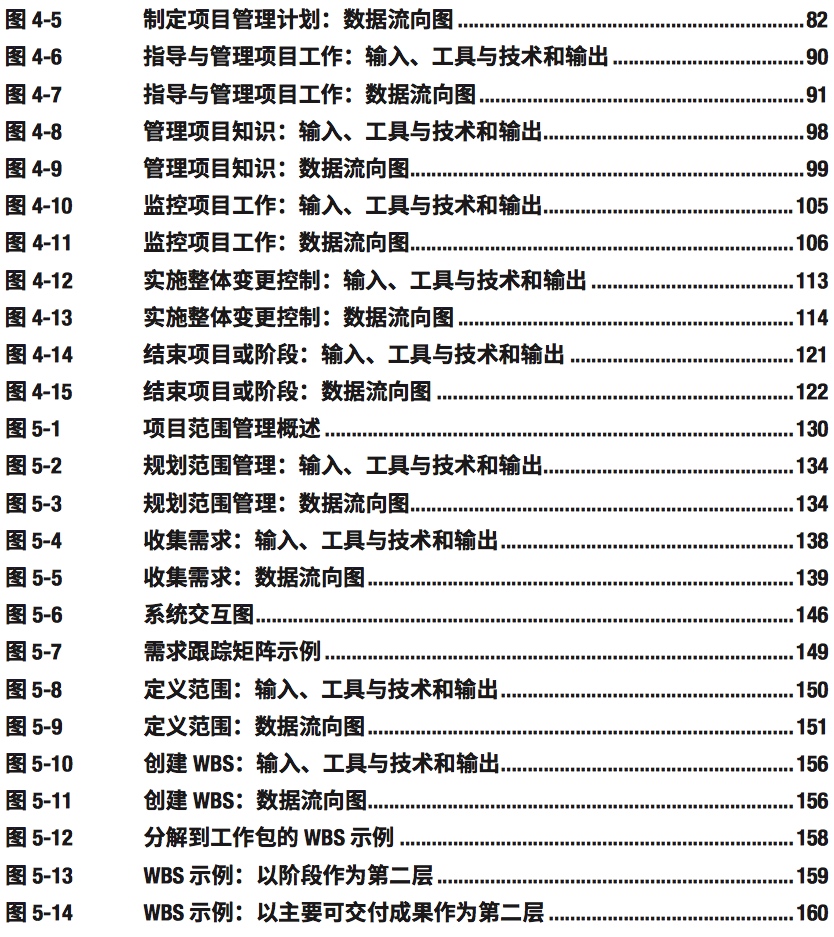 图 4-5 制定项目管理计划：数据流向图 ........ 82
图 4-6 指导与管理项目工作：输入、工具与技术和输出 ........ 90
图 4-7 指导与管理项目工作：数据流向图 ........ 91
图 4-8 管理项目知识：输入、工具与技术和输出 ........ 98
图 4-9 管理项目知识：数据流向图 ........ 99
图 4-10 监控项目工作：输入、工具与技术和输出 ........ 105
图 4-11 监控项目工作：数据流向图 ........ 106
图 4-12 实施整体变更控制：输入、工具与技术和输出 ........ 113
图 4-13 实施整体变更控制：数据流向图 ........ 114
图 4-14 结束项目或阶段：输入、工具与技术和输出 ........ 121
图 4-15 结束项目或阶段：数据流向图 ........ 122
图 5-1 项目范围管理概述 ........ 130
图 5-2 规划范围管理：输入、工具与技术和输出 ........ 134
图 5-3 规划范围管理：数据流向图 ........ 134
图 5-4 收集需求：输入、工具与技术和输出 ........ 138
图 5-5 收集需求：数据流向图 ........ 139
图 5-6 系统交互图 ........ 146
图 5-7 需求跟踪矩阵示例 ........ 149
图 5-8 定义范围：输入、工具与技术和输出 ........ 150
图 5-9 定义范围：数据流向图 ........ 151
图 5-10 创建 WBS：输入、工具与技术和输出 ........ 156
图 5-11 创建 WBS：数据流向图 ........ 156
图 5-12 分解到工作包的 WBS 示例 ........ 158
图 5-13 WBS 示例：以阶段作为第二层 ........ 159
图 5-14 WBS 示例：以主要可交付成果作为第二层 ........ 160